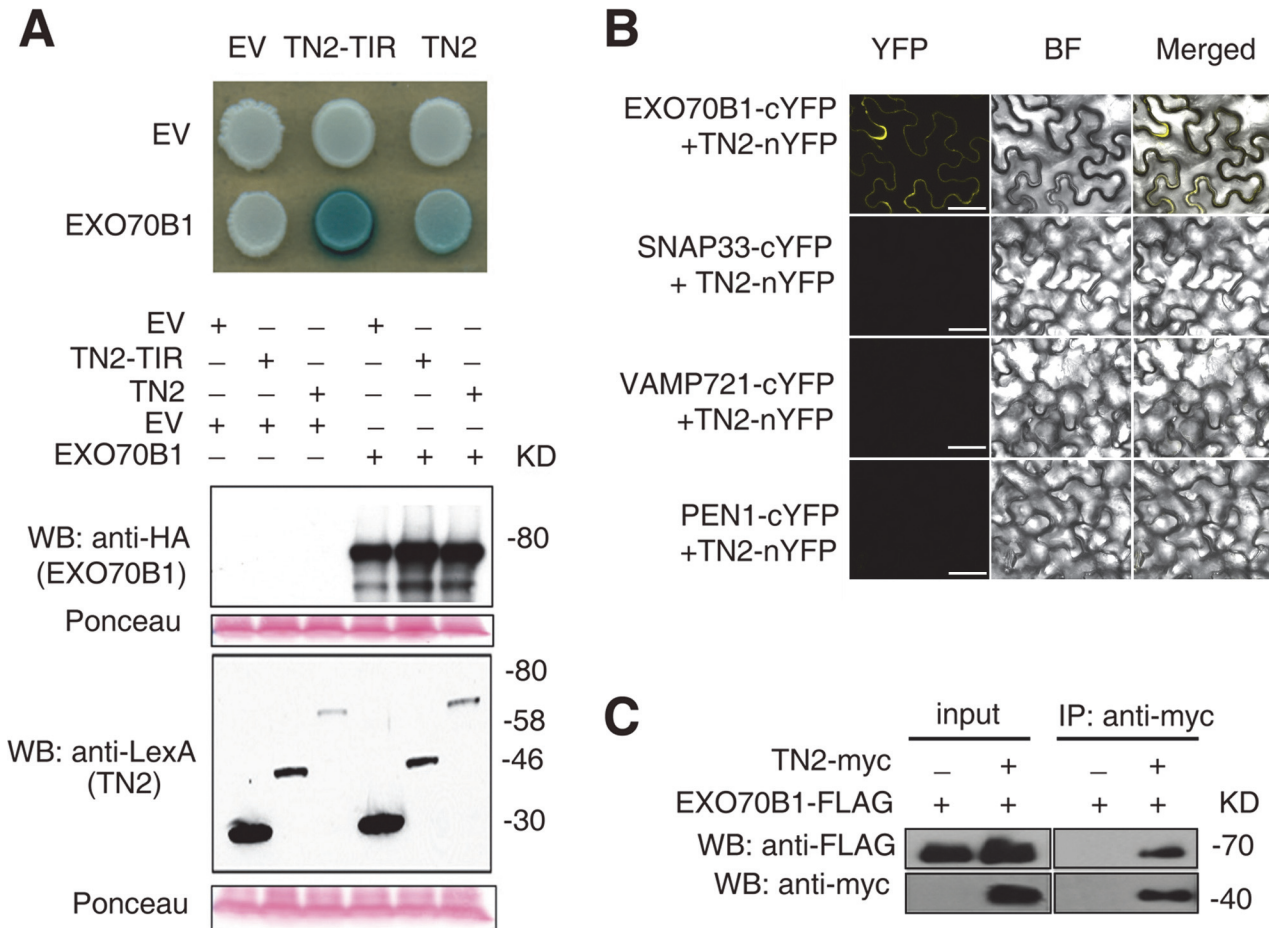 A
EV TN2-TIR TN2
EV
EXO70B1
EV + – – + – –
TN2-TIR – + – – + –
TN2 – – + – – +
EV + + + – – –
EXO70B1 – – – + + + KD
WB: anti-HA
(EXO70B1)
-80
Ponceau
WB: anti-LexA
(TN2)
-80
-58
-46
-30
Ponceau
B
YFP BF Merged
EXO70B1-cYFP
+TN2-nYFP
SNAP33-cYFP
+ TN2-nYFP
VAMP721-cYFP
+TN2-nYFP
PEN1-cYFP
+TN2-nYFP
C
input IP: anti-myc
TN2-myc – + – +
EXO70B1-FLAG + + + + KD
WB: anti-FLAG -70
WB: anti-myc -40